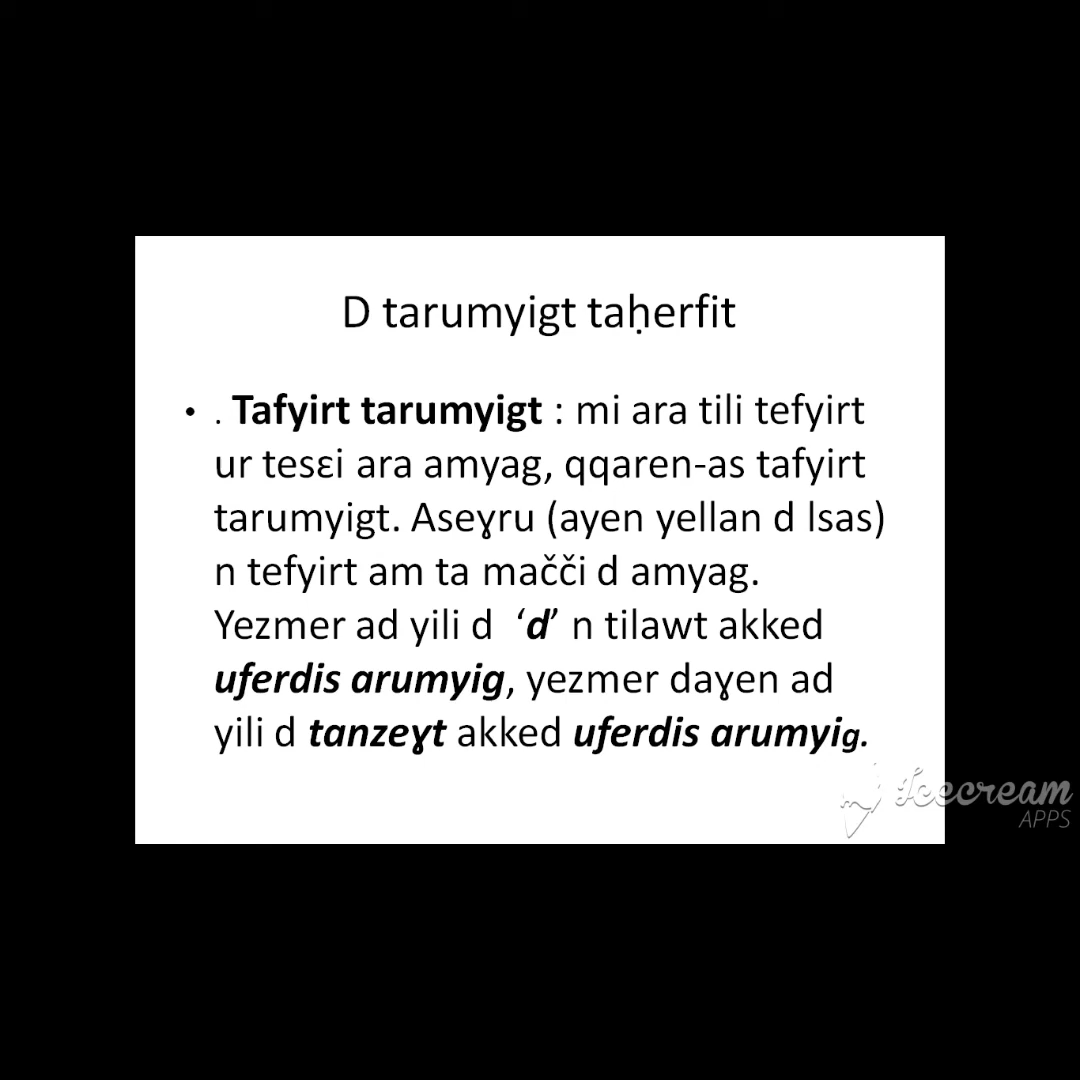 D tarumyigt taḥerfit
• . Tafyirt tarumyigt : mi ara tili tefyirt
ur tesɛi ara amyag, qqaren-as tafyirt
tarumyigt. Aseɣru (ayen yellan d lsas)
n tefyirt am ta mačči d amyag.
Yezmer ad yili d ‘d’ n tilawt akked
uferdis arumyig, yezmer daɣen ad
yili d tanzeɣt akked uferdis arumyig.
Icecream
APPS